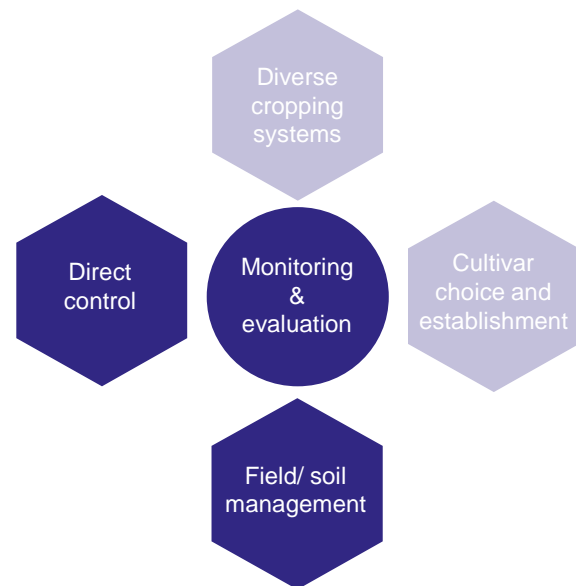 Diverse
cropping
systems
Direct
control
Monitoring
&
evaluation
Cultivar
choice and
establishment
Field/ soil
management